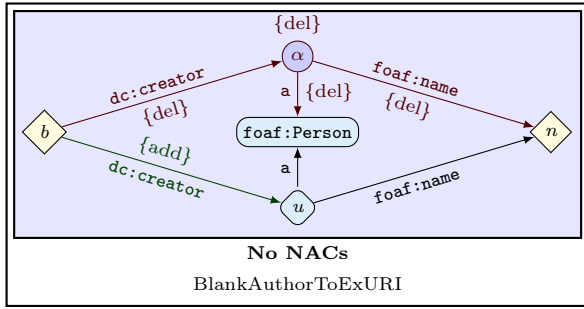 {del}
α
dc:creator
foaf:name
{del}
a
{del}
{del}
b
foaf:Person
n
{add}
dc:creator
a
foaf:name
u
No NACs
BlankAuthorToExURI